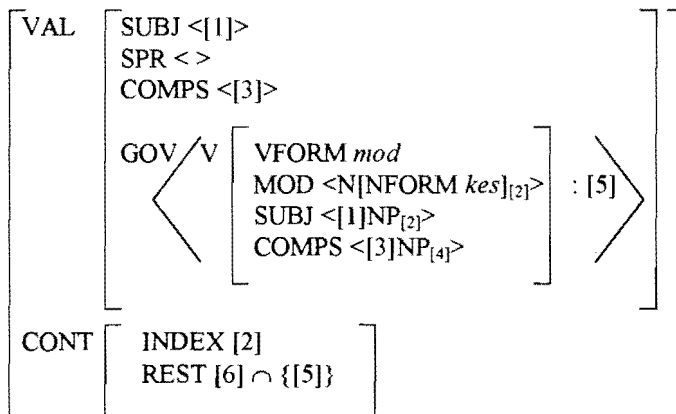 VAL SUBJ <[1]>
SPR < >
COMPS <[3]>
GOV < V VFORM mod
MOD <N[NFORM kes][2]>
SUBJ <[1]NP[2]>
COMPS <[3]NP[4]> : [5] >
CONT INDEX [2]
REST [6] ∩ {[5]}